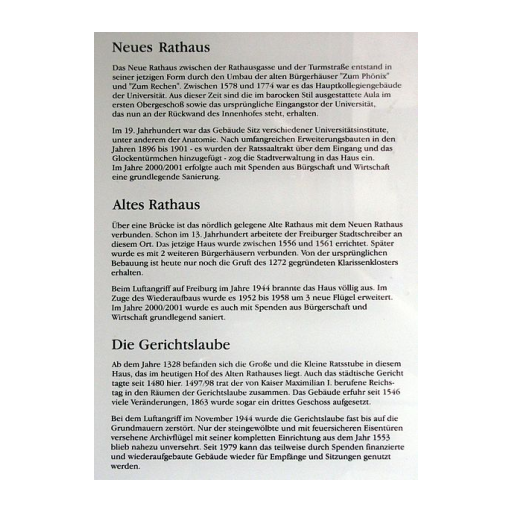 Neues Rathaus
Das Neue Rathaus zwischen der Rathausgasse und der Turmstraße entstand in
seiner jetzigen Form durch den Umbau der alten Bürgerhäuser "Zum Phönix"
und "Zum Rechen". Zwischen 1578 und 1774 war es das Hauptkollegiengebäude
der Universität. Aus dieser Zeit sind die im barocken Stil ausgestattete Aula im
ersten Obergeschoß sowie das ursprüngliche Eingangstor der Universität,
das nun an der Rückwand des Innenhofes steht, erhalten.
Im 19. Jahrhundert war das Gebäude Sitz verschiedener Universitätsinstitute,
unter anderem der Anatomie. Nach umfangreichen Erweiterungsbauten in den
Jahren 1896 bis 1901 - es wurden der Ratssaaltrakt über dem Eingang und das
Glockentürmchen hinzugefügt - zog die Stadtverwaltung in das Haus ein.
Im Jahre 2000/2001 erfolgte auch mit Spenden aus Bürgschaft und Wirtschaft
eine grundlegende Sanierung.
Altes Rathaus
Über eine Brücke ist das nördlich gelegene Alte Rathaus mit dem Neuen Rathaus
verbunden. Schon im 13. Jahrhundert arbeitete der Freiburger Stadtschreiber an
diesem Ort. Das jetzige Haus wurde zwischen 1556 und 1561 errichtet. Später
wurde es mit 2 weiteren Bürgerhäusern verbunden. Von der ursprünglichen
Bebauung ist heute nur noch die Gruft des 1272 gegründeten Klarissenklosters
erhalten.
Beim Luftangriff auf Freiburg im Jahre 1944 brannte das Haus völlig aus. Im
Zuge des Wiederaufbaus wurde es 1952 bis 1958 um 3 neue Flügel erweitert.
Im Jahre 2000/2001 wurde es auch mit Spenden aus Bürgerschaft und
Wirtschaft grundlegend saniert.
Die Gerichtslaube
Ab dem Jahre 1328 befanden sich die Große und die Kleine Ratsstube in diesem
Haus, das im heutigen Hof des Alten Rathauses liegt. Auch das städtische Gericht
tagte seit 1480 hier. 1497/98 trat der von Kaiser Maximilian I. berufene Reichs-
tag in den Räumen der Gerichtslaube zusammen. Das Gebäude erfuhr seit 1546
viele Veränderungen, 1863 wurde sogar ein drittes Geschoss aufgesetzt.
Bei dem Luftangriff im November 1944 wurde die Gerichtslaube fast bis auf die
Grundmauern zerstört. Nur der steingewölbte und mit feuersicheren Eisentüren
versehene Archivflügel mit seiner kompletten Einrichtung aus dem Jahr 1553
blieb nahezu unversehrt. Seit 1979 kann das teilweise durch Spenden finanzierte
und wiederaufgebaute Gebäude wieder für Empfänge und Sitzungen genutzt
werden.